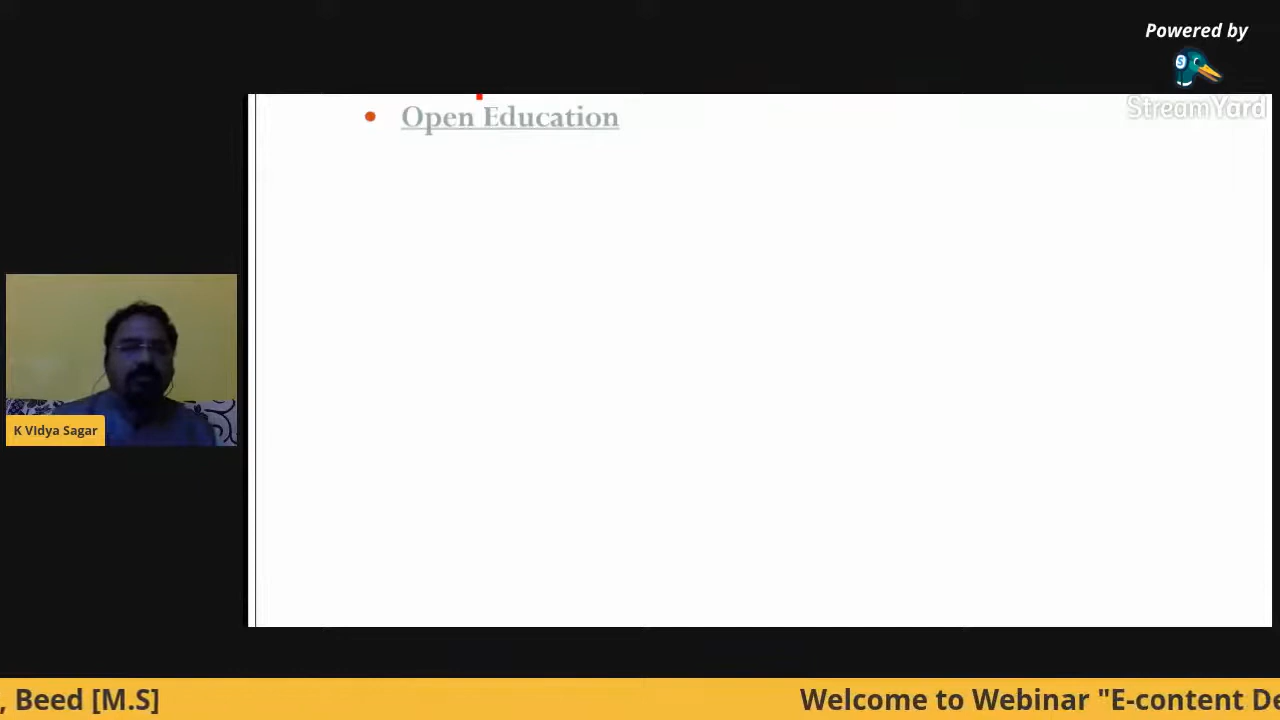 Powered by
StreamYard
• Open Education
K Vidya Sagar
, Beed [M.S]
Welcome to Webinar "E-content De